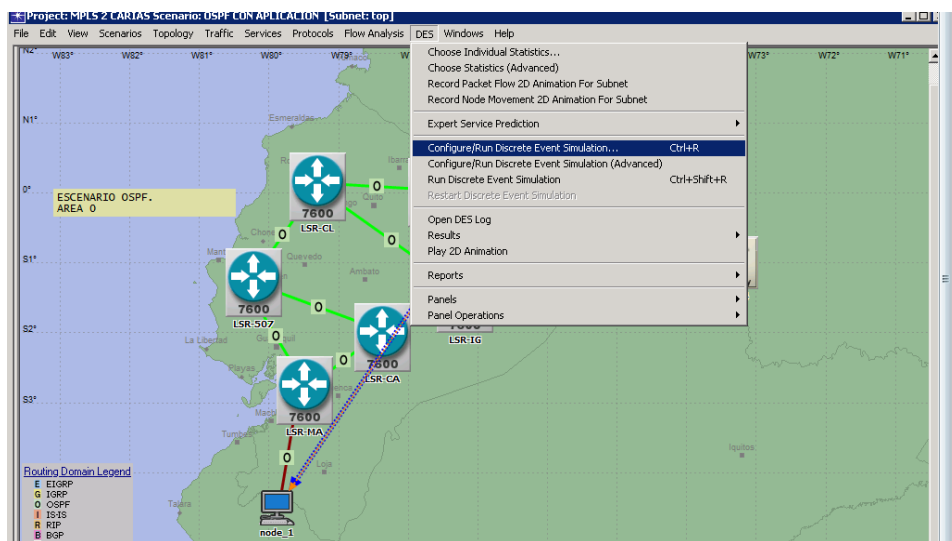 Project: MPLS 2 CARIAS Scenario: OSPF CON APLICACION [Subnet: top]
File Edit View Scenarios Topology Traffic Services Protocols Flow Analysis DES Windows Help
Choose Individual Statistics...
Choose Statistics (Advanced)
Record Packet Flow 2D Animation For Subnet
Record Node Movement 2D Animation For Subnet
Expert Service Prediction
Configure/Run Discrete Event Simulation... Ctrl+R
Configure/Run Discrete Event Simulation (Advanced)
Run Discrete Event Simulation Ctrl+Shift+R
Restart Discrete Event Simulation
Open DES Log
Results
Play 2D Animation
Reports
Panels
Panel Operations
N2° W83° W82° W81° W80° W79° W73° W72° W71°
Esmeraldas
N1°
0°
ESCENARIO OSPF.
AREA 0
7600
LSR-CL
O
Quito
O
O
Chone
S1°
Quevedo
Ambato
7600
LSR-507
O
LSR-IG
S2°
La Libertad
O
O
7600
LSR-CA
Playas
S3°
7600
LSR-MA
O
Loja
Iquitos
Talara
node_1
Routing Domain Legend
E EIGRP
G IGRP
O OSPF
I IS-IS
R RIP
B BGP